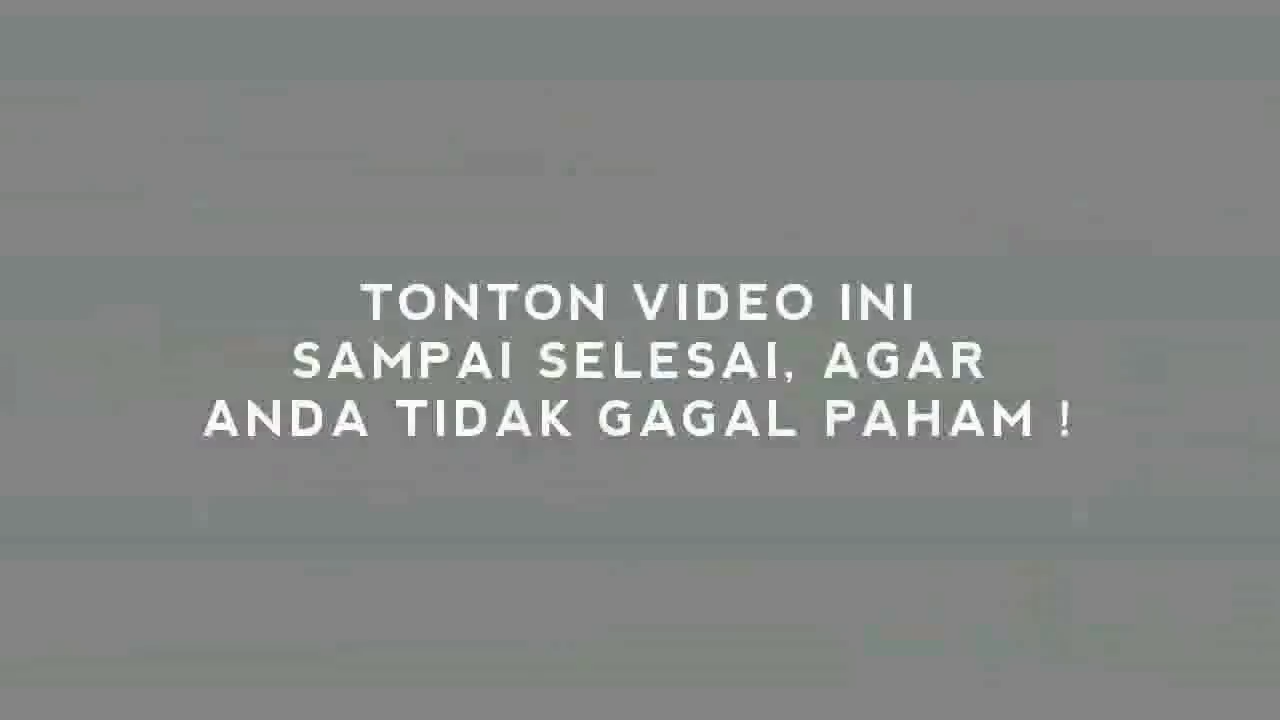 TONTON VIDEO INI
SAMPAI SELESAI, AGAR
ANDA TIDAK GAGAL PAHAM !